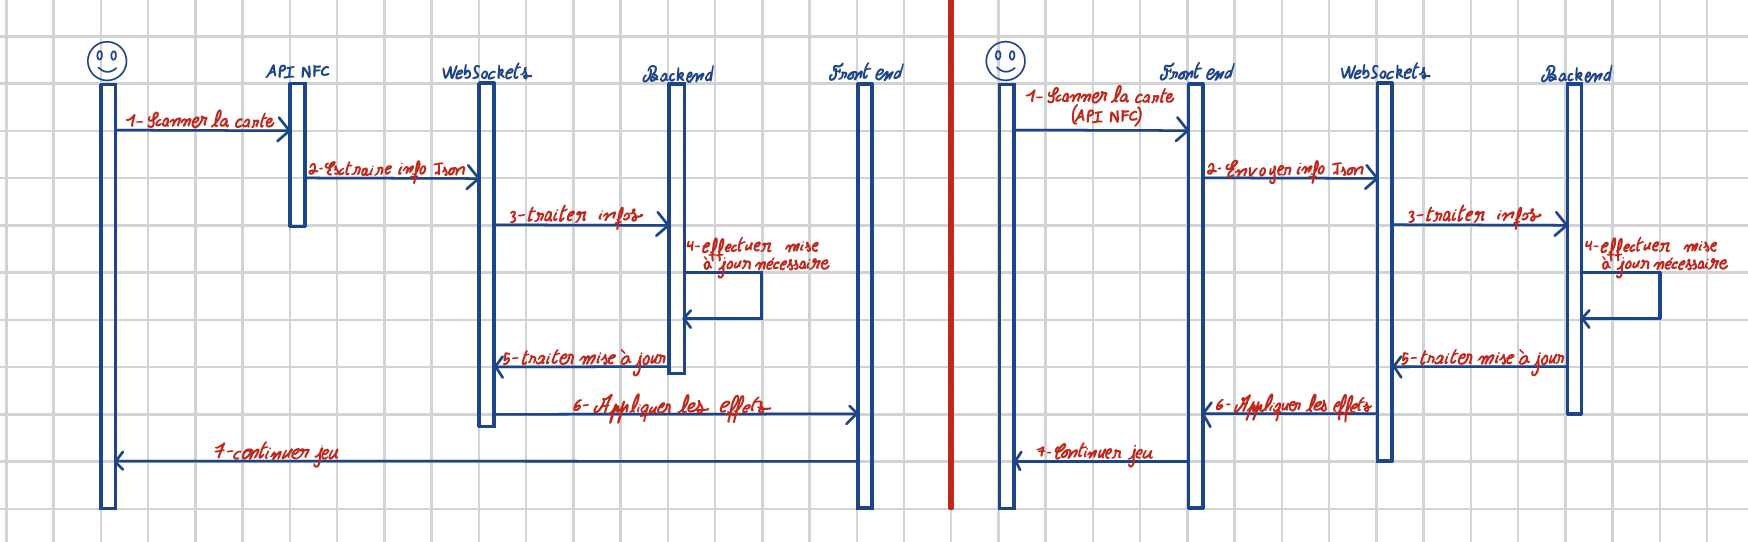 API NFC
WebSockets
Backend
Front end
1-Scanner la carte
2-Extraire info Json
3-traiter infos
4-effectuer mise
à jour nécessaire
5-traiter mise à jour
6-Appliquer les effets
7-continuer jeu
Front end
WebSockets
Backend
1-Scanner la carte
(API NFC)
2-Envoyer info Json
3-traiter infos
4-effectuer mise
à jour nécessaire
5-traiter mise à jour
6-Appliquer les effets
7-Continuer jeu